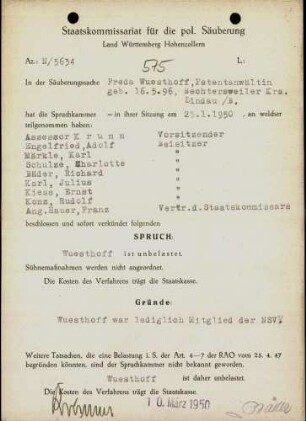 Staatskommissariat für die pol. Säuberung
Land Württemberg Hohenzollern
Az.: H/5634
575
L:
In der Säuberungssache Freda Wuesthoff, Patentanwältin
geb. 16.5.96, Hechtersweiler Krs.
Lindau /B.
hat die Spruchkammer — in ihrer Sitzung am 25.1.1950, an welcher
teilgenommen haben:
Assessor Krumm Vorsitzender
Engelfried, Adolf Beisitzer
Märkle, Karl "
Schulze, Charlotte "
Bäder, Richard "
Karl, Julius "
Kiess, Ernst "
Konz, Rudolf "
Ang. Bauer, Franz Vertr.d.Staatskommissars
beschlossen und sofort verkündet folgenden
SPRUCH:
Wuesthoff ist unbelastet.
Sühnemaßnahmen werden nicht angeordnet.
Die Kosten des Verfahrens trägt die Staatskasse.
Gründe:
Wuesthoff war lediglich Mitglied der NSV.
Weitere Tatsachen, die eine Belastung i. S. der Art. 4—7 der RAO vom 26. 4. 47
begründen könnten, sind der Spruchkammer nicht bekannt geworden.
Wuesthoff ist daher unbelastet.
Die Kosten des Verfahrens trägt die Staatskasse.
10. März 1950